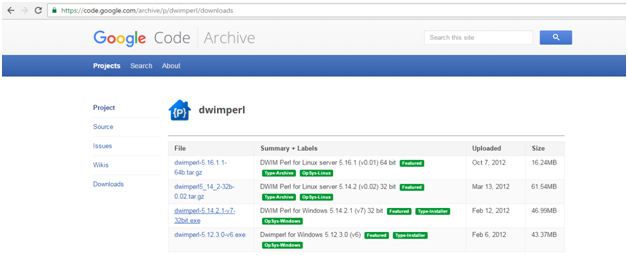 https://code.google.com/archive/p/dwimperl/downloads
Google Code Archive
Search this site
Projects Search About
Project
Source
Issues
Wikis
Downloads
{P} dwimperl
File Summary + Labels Uploaded Size
dwimperl-5.16.1.1-64b.tar.gz DWIM Perl for Linux server 5.16.1 (v0.01) 64 bit Featured Oct 7, 2012 16.24MB
Type-Archive OpSys-Linux
dwimperl5_14_2-32b-0.02.tar.gz DWIM Perl for Linux server 5.14.2 (v0.02) 32 bit Featured Mar 13, 2012 61.54MB
Type-Archive OpSys-Linux
dwimperl-5.14.2.1-v7-32bit.exe DWIM Perl for Windows 5.14.2.1 (v7) 32 bit Featured Type-Installer Feb 12, 2012 46.99MB
OpSys-Windows
dwimperl-5.12.3.0-v6.exe Dwimperl for Windows 5.12.3.0 (v6) Featured Type-Installer Feb 6, 2012 43.37MB
OpSys-Windows